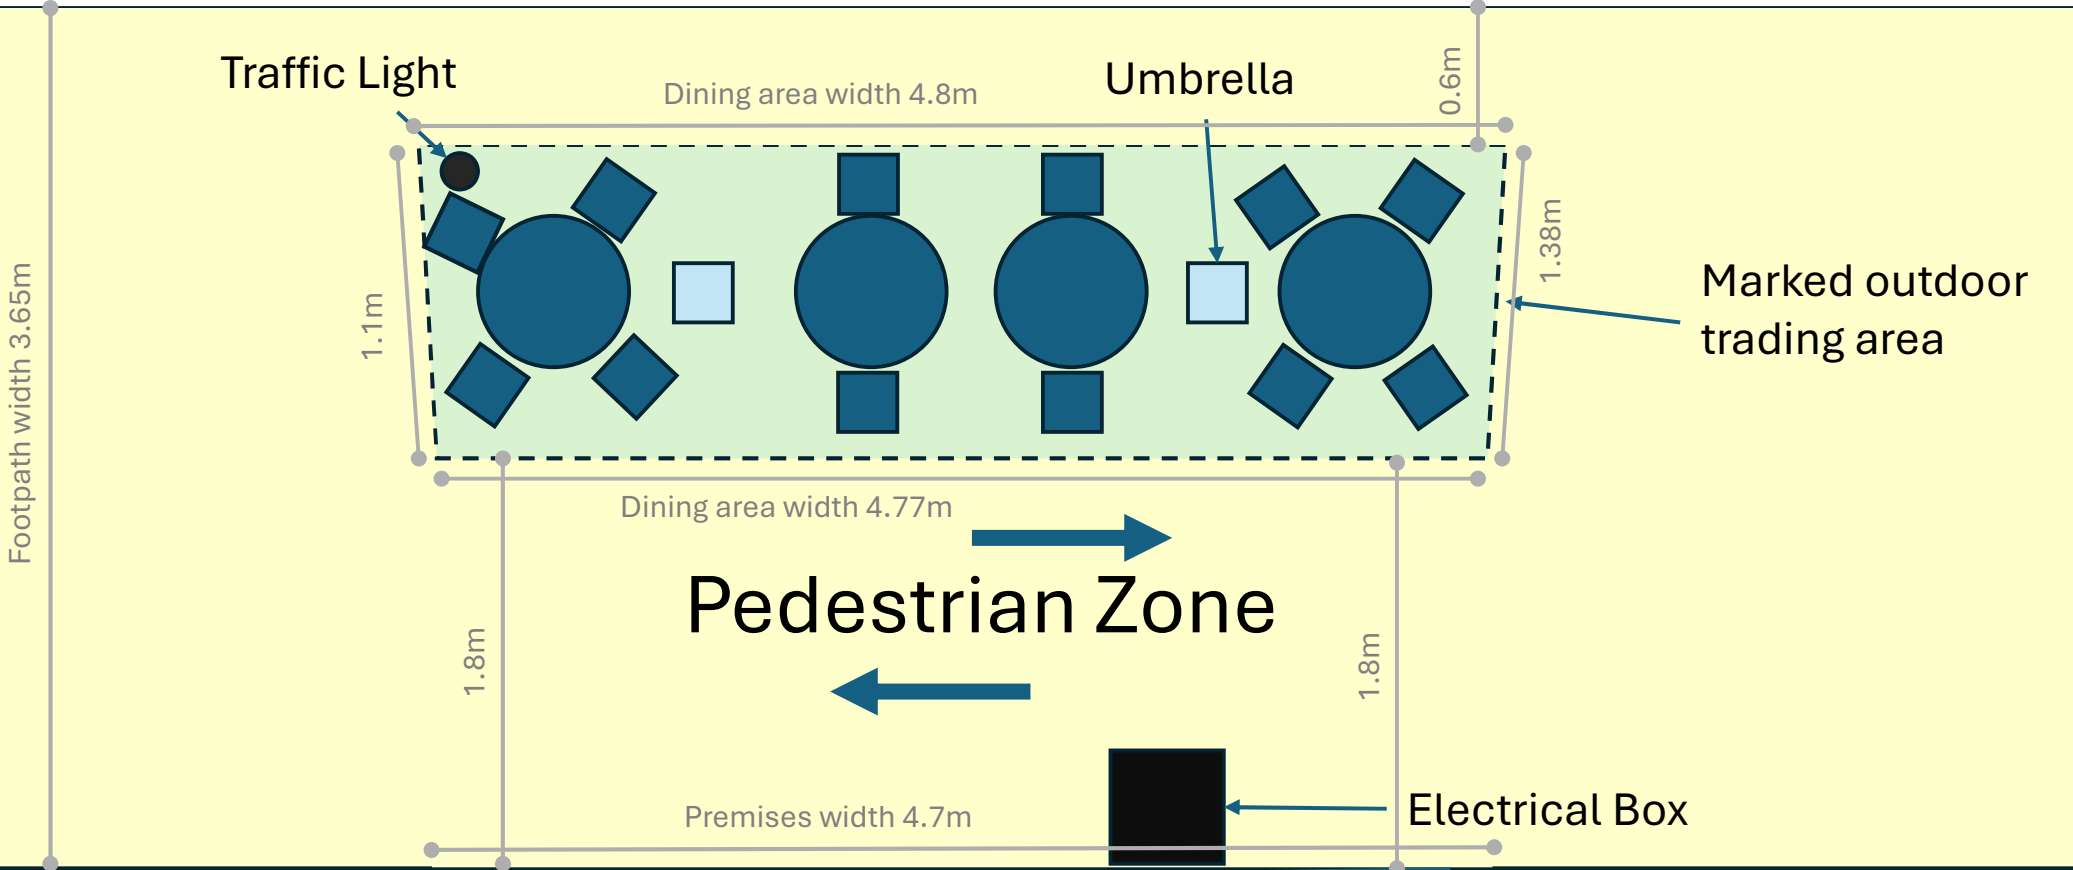 Traffic Light
Dining area width 4.8m
Umbrella
0.6m
1.38m
Marked outdoor
trading area
1.1m
Footpath width 3.65m
Dining area width 4.77m
Pedestrian Zone
1.8m
1.8m
Premises width 4.7m
Electrical Box